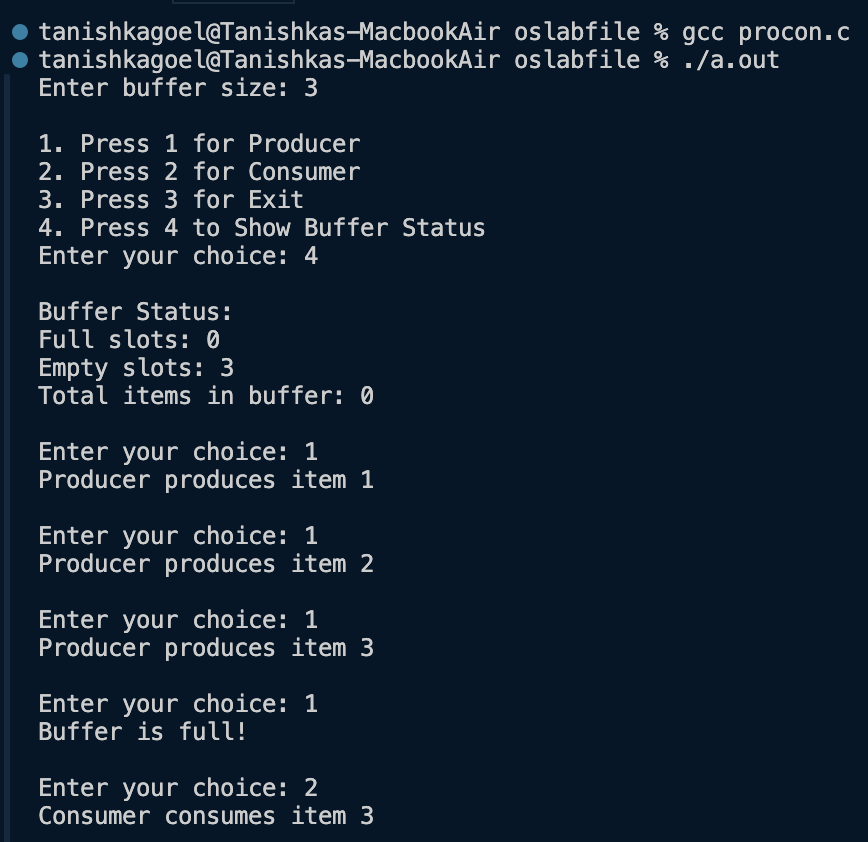 tanishkagoel@Tanishkas-MacbookAir oslabfile % gcc procon.c
tanishkagoel@Tanishkas-MacbookAir oslabfile % ./a.out
Enter buffer size: 3
1. Press 1 for Producer
2. Press 2 for Consumer
3. Press 3 for Exit
4. Press 4 to Show Buffer Status
Enter your choice: 4
Buffer Status:
Full slots: 0
Empty slots: 3
Total items in buffer: 0
Enter your choice: 1
Producer produces item 1
Enter your choice: 1
Producer produces item 2
Enter your choice: 1
Producer produces item 3
Enter your choice: 1
Buffer is full!
Enter your choice: 2
Consumer consumes item 3